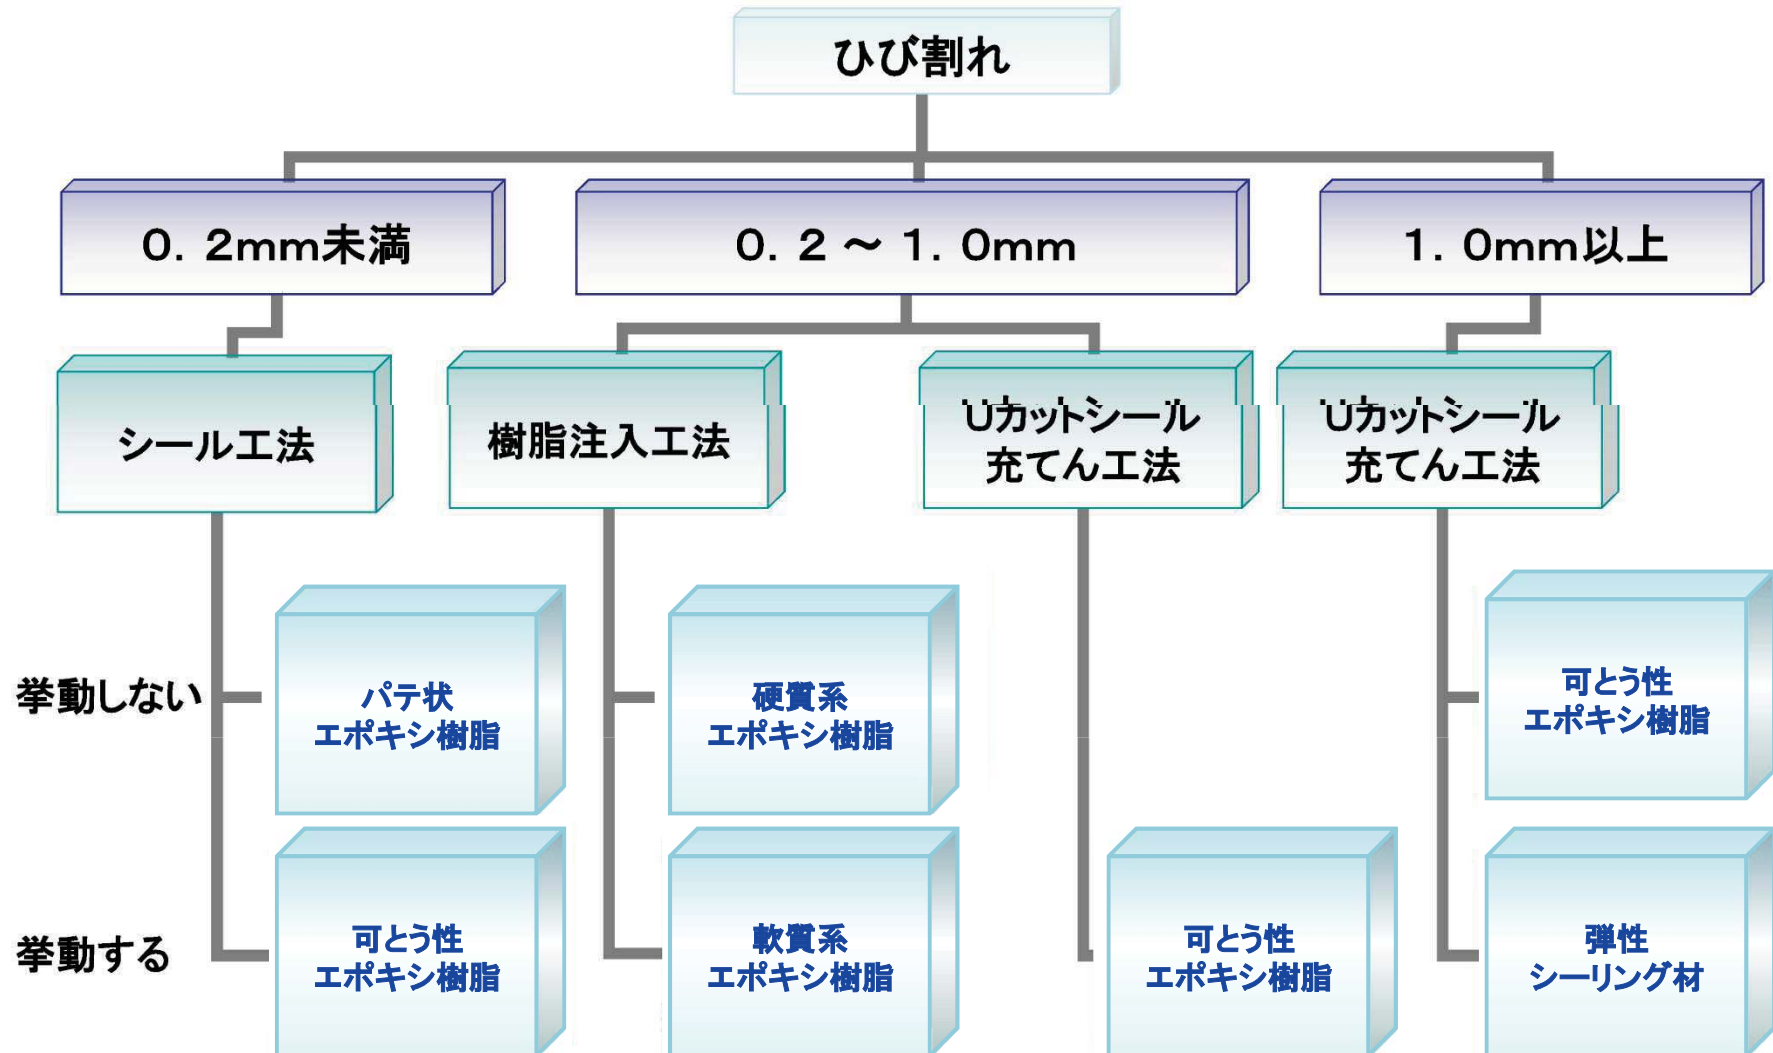 ひび割れ
0.2mm未満
0.2～1.0mm
1.0mm以上
シール工法
樹脂注入工法
Uカットシール
充てん工法
Uカットシール
充てん工法
挙動しない
パテ状
エポキシ樹脂
硬質系
エポキシ樹脂
可とう性
エポキシ樹脂
挙動する
可とう性
エポキシ樹脂
軟質系
エポキシ樹脂
可とう性
エポキシ樹脂
弾性
シーリング材